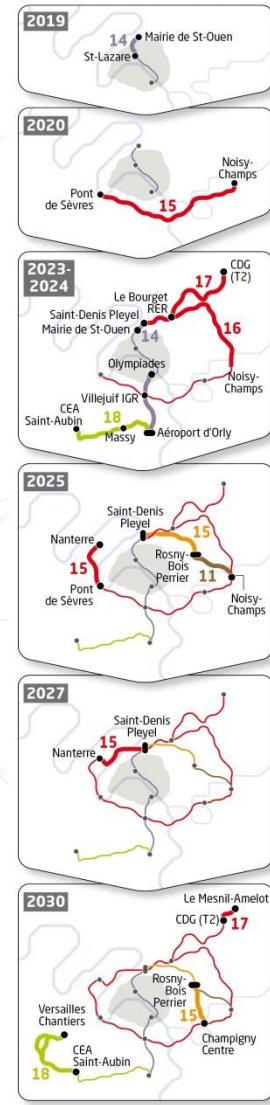 2019
14
Mairie de St-Ouen
St-Lazare
2020
Noisy-
Champs
Pont
de Sèvres
15
2023-
2024
CDG
(T2)
17
Le Bourget
RER
Saint-Denis Pleyel
Mairie de St-Ouen
14
16
Olympiades
Noisy-
Champs
Villejuif IGR
CEA
Saint-Aubin
18
Massy
Aéroport d'Orly
2025
Saint-Denis
Pleyel
15
Nanterre
Rosny-
Bois
Perrier
15
11
Pont
de Sèvres
Noisy-
Champs
2027
Saint-Denis
Pleyel
15
Nanterre
2030
Le Mesnil-Amelot
CDG (T2)
17
Rosny-
Bois
Perrier
Versailles
Chantiers
15
Champigny
Centre
CEA
Saint-Aubin
18